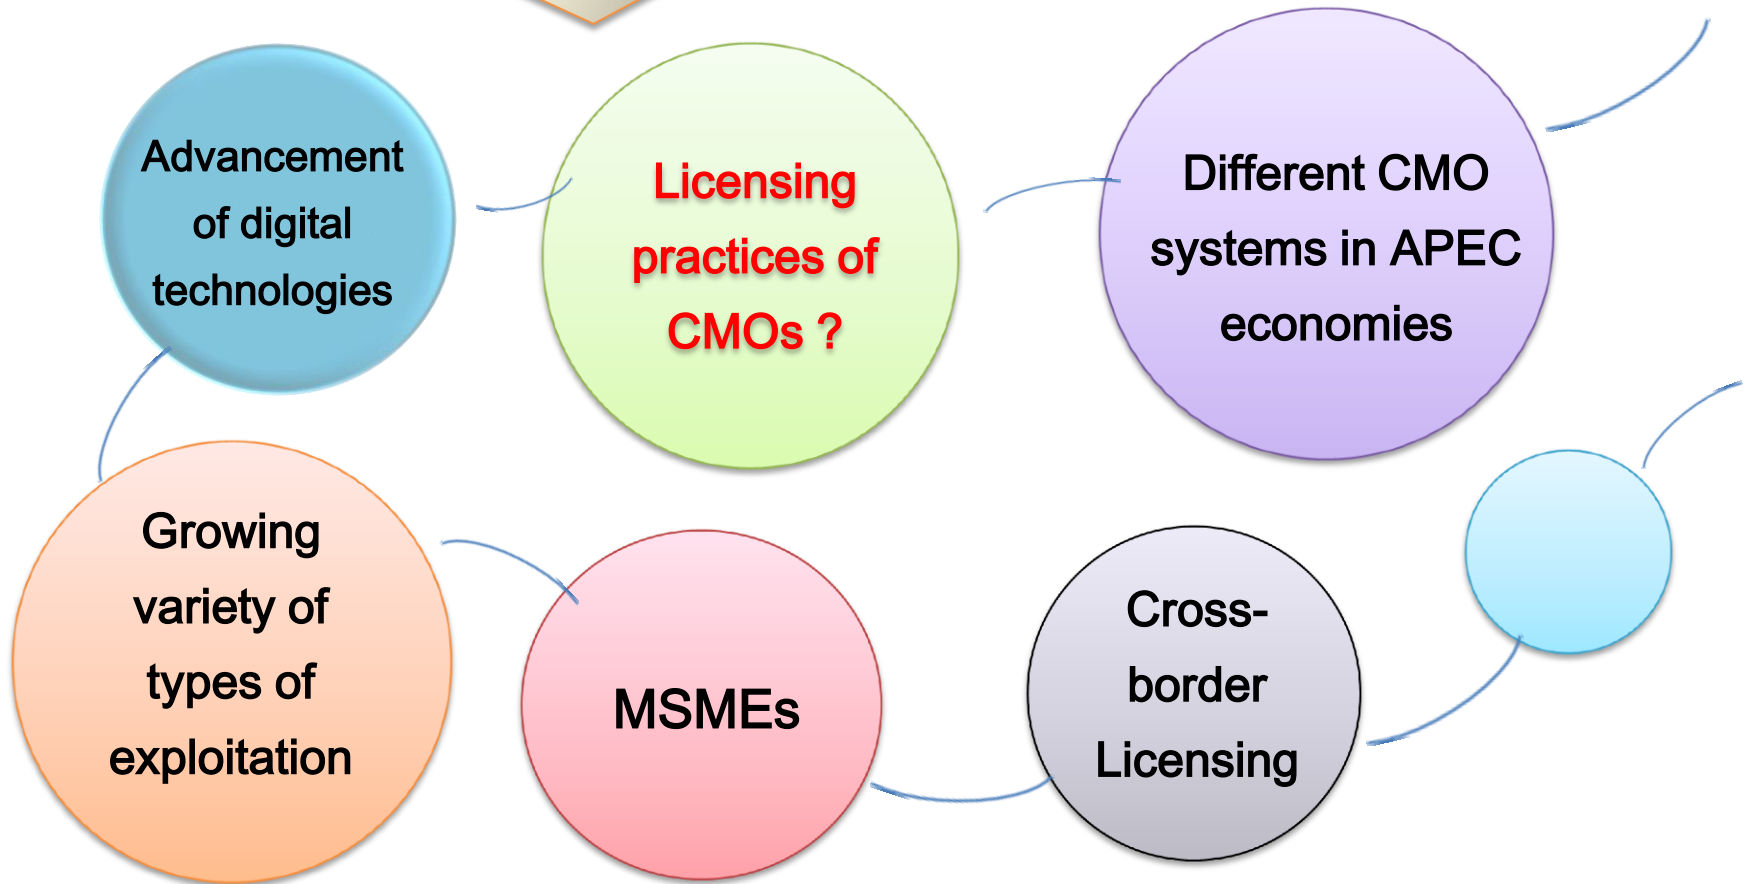 Advancement
of digital
technologies
Licensing
practices of
CMOs ?
Different CMO
systems in APEC
economies
Growing
variety of
types of
exploitation
MSMEs
Cross-
border
Licensing